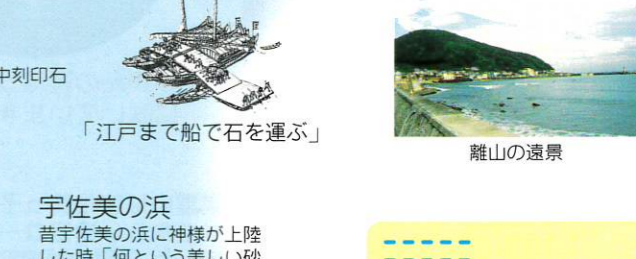 中刻印石
「江戸まで船で石を運ぶ」
離山の遠景
宇佐美の浜
昔宇佐美の浜に神様が上陸
した時「何という美しい砂